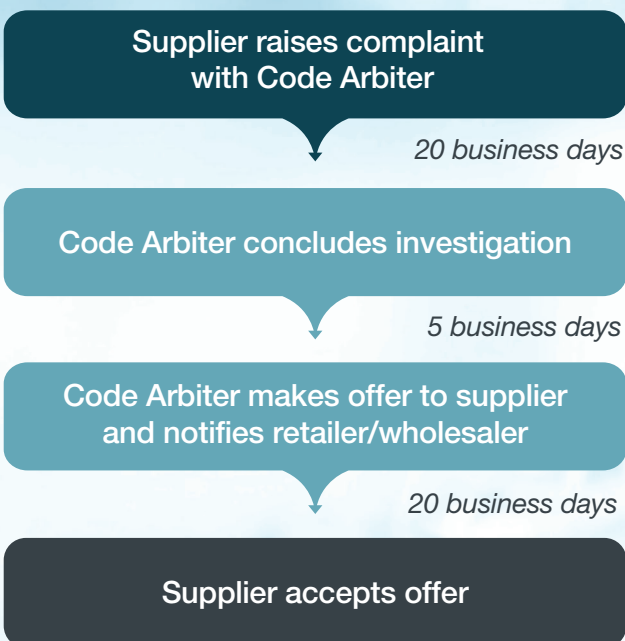 Supplier raises complaint
with Code Arbiter
20 business days
Code Arbiter concludes investigation
5 business days
Code Arbiter makes offer to supplier
and notifies retailer/wholesaler
20 business days
Supplier accepts offer